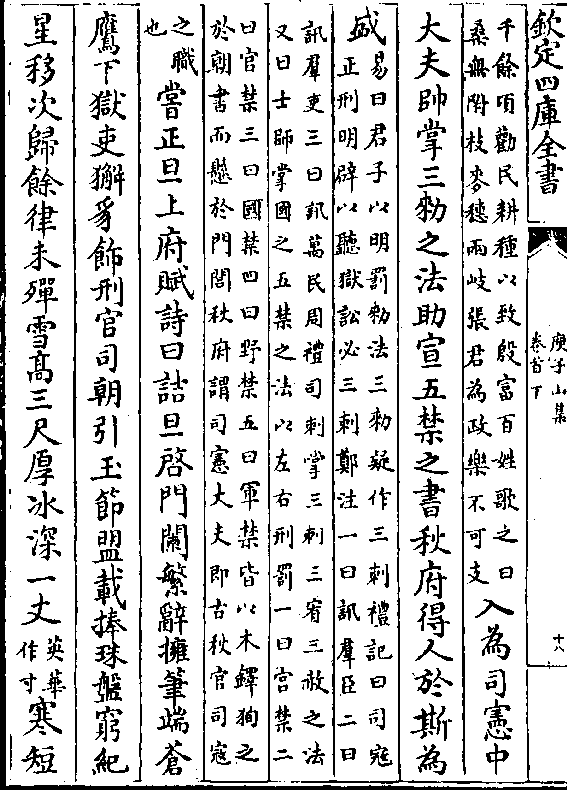 欽定四庫全書
庾子山集
卷首下
十八
千餘頃勸民耕種以致殷富百姓歌之曰
桑無附枝麥穗兩岐張君為政樂不可支
入為司憲中
大夫帥掌三勑之法助宣五禁之書秋府得人於斯為
盛
易曰君子以明罰勑法三勑疑作三刺禮記曰司宼
正刑明辟以聽獄訟必三刺鄭注一曰訊羣臣二曰
訊羣吏三曰訊萬民周禮司刺掌三刺三宥三赦之法
又曰士師掌國之五禁之法以左右刑罰一曰宫禁二
曰官禁三曰國禁四曰野禁五曰軍禁皆以木鐸狥之
於朝書而懸於門閭秋府謂司憲大夫即古秋官司宼
之職
也
嘗正旦上府賦詩曰詰旦啓門闌繁辭擁筆端蒼
鷹下獄吏獬豸飾刑官司朝引玉節盟載捧珠盤窮紀
星移次歸餘律未殫雪高三尺厚冰深一丈
英華
作寸
寒短